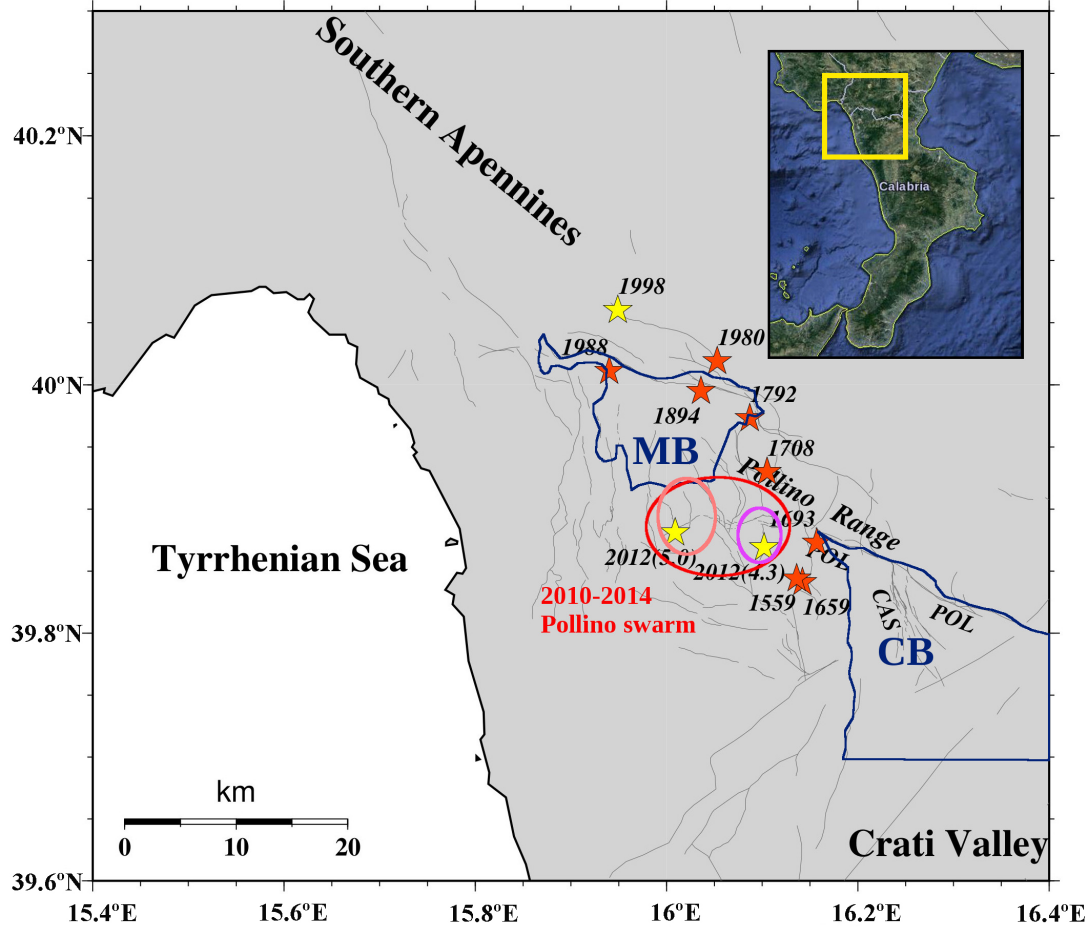 Southern Apennines
40.2°N
Calabria
1998
1980
1988
40°N
1894
1792
MB
1708
Pollino Range
1693
Tyrrhenian Sea
2012(5.0)
2012(4.3)
POL
1559
1659
2010-2014
Pollino swarm
CAS
POL
39.8°N
CB
km
0 10 20
Crati Valley
39.6°N
15.4°E 15.6°E 15.8°E 16°E 16.2°E 16.4°E